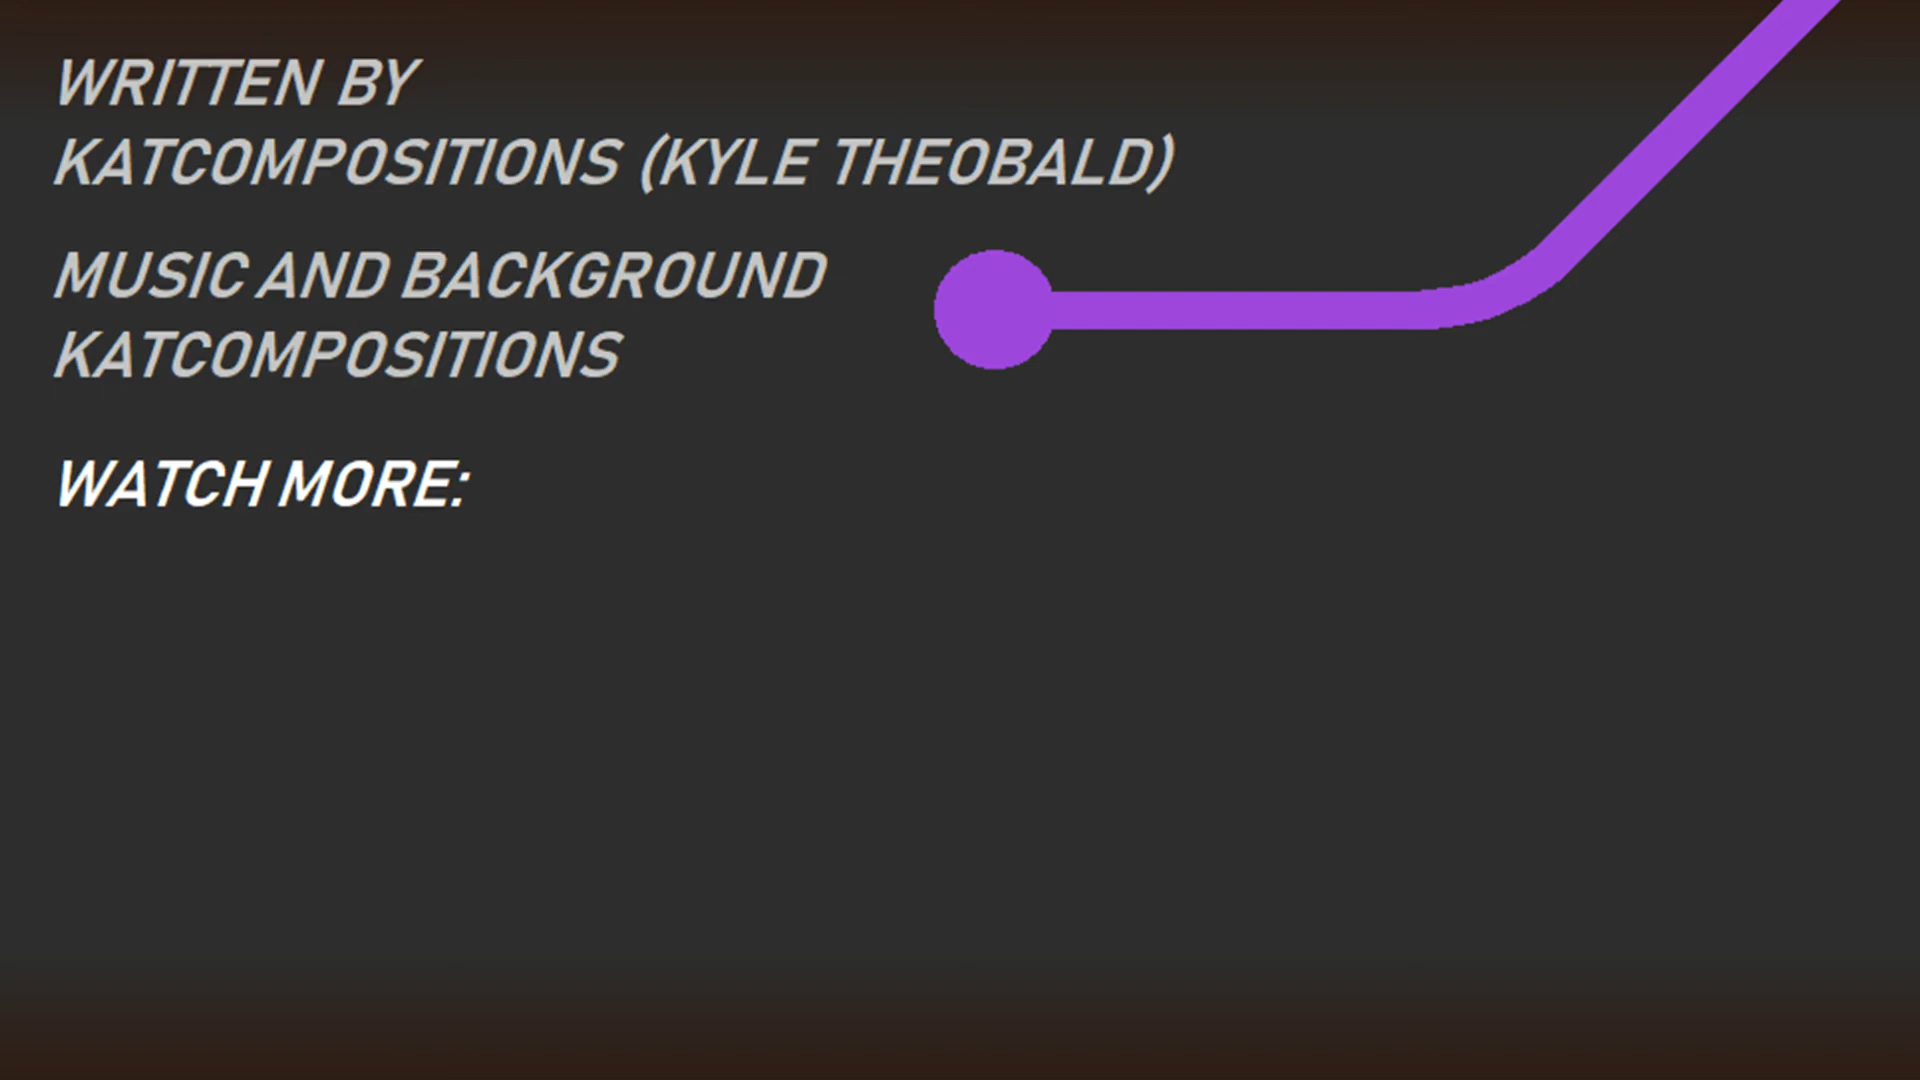 WRITTEN BY
KATCOMPOSITIONS (KYLE THEOBALD)
MUSIC AND BACKGROUND
KATCOMPOSITIONS
WATCH MORE: